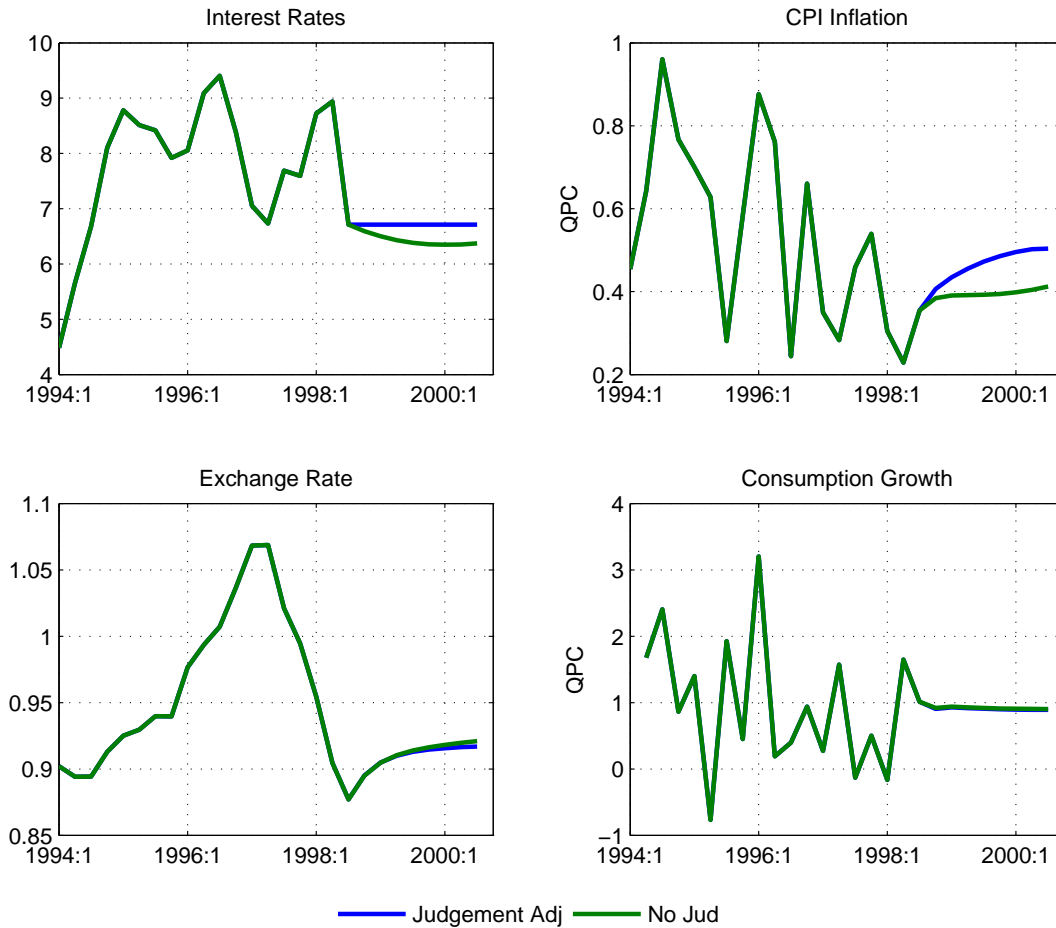 Interest Rates
10
9
8
7
6
5
4
1994:1 1996:1 1998:1 2000:1
CPI Inflation
QPC
1
0.8
0.6
0.4
0.2
1994:1 1996:1 1998:1 2000:1
Exchange Rate
1.1
1.05
1
0.95
0.9
0.85
1994:1 1996:1 1998:1 2000:1
Consumption Growth
QPC
4
3
2
1
0
−1
1994:1 1996:1 1998:1 2000:1
Judgement Adj No Jud